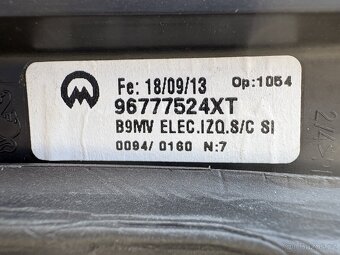 Fe: 18/09/13 Op:1054
96777524XT
B9MV ELEC.IZQ.S/C SI
0094/ 0160 N:7